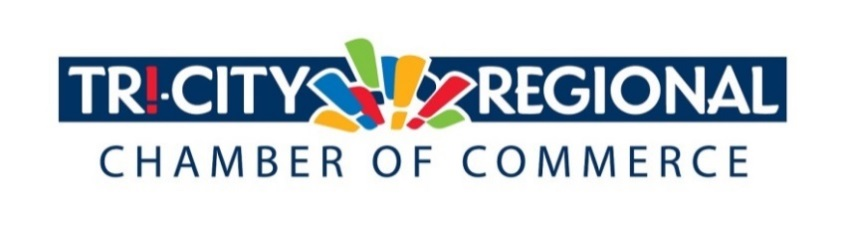 TR!-CITY REGIONAL
CHAMBER OF COMMERCE